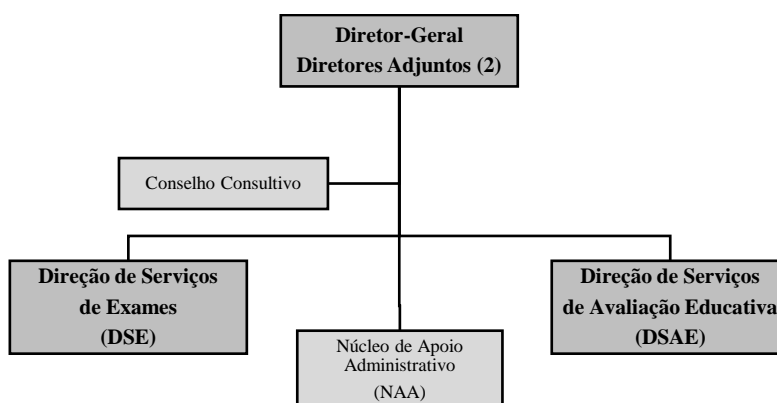 Diretor-Geral
Diretores Adjuntos (2)
Conselho Consultivo
Direção de Serviços
de Exames
(DSE)
Núcleo de Apoio
Administrativo
(NAA)
Direção de Serviços
de Avaliação Educativa
(DSAE)